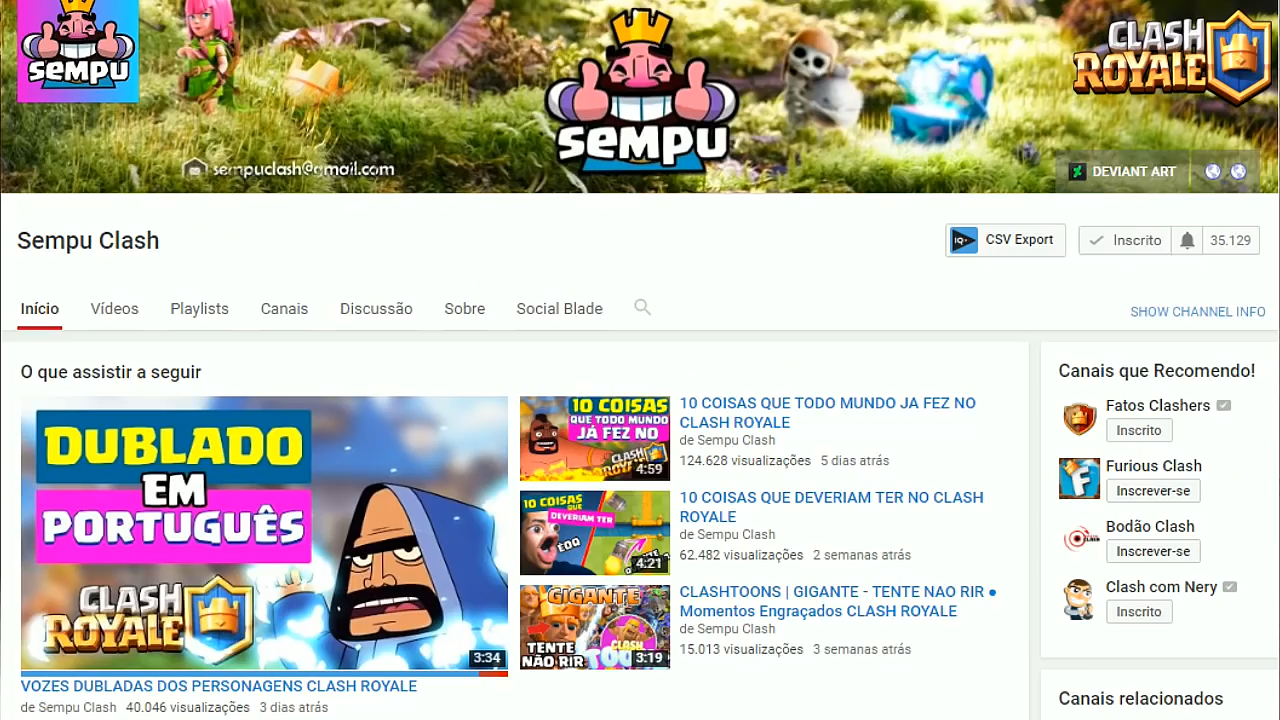 SEMPU
SEMPU
CLASH
ROYALE
sempuclash@gmail.com
DEVIANT ART
Sempu Clash
IQ
CSV Export
Inscrito
35.129
Início
Vídeos
Playlists
Canais
Discussão
Sobre
Social Blade
SHOW CHANNEL INFO
O que assistir a seguir
DUBLADO
EM
PORTUGUÊS
CLASH
ROYALE
3:34
VOZES DUBLADAS DOS PERSONAGENS CLASH ROYALE
de Sempu Clash 40.046 visualizações 3 dias atrás
10 COISAS
QUE TODO MUNDO
JÁ FEZ NO
CLASH
ROYALE
4:59
10 COISAS QUE TODO MUNDO JA FEZ NO
CLASH ROYALE
de Sempu Clash
124.628 visualizações 5 dias atrás
10 COISAS
QUE
DEVERIAM TER
4:21
10 COISAS QUE DEVERIAM TER NO CLASH
ROYALE
de Sempu Clash
62.482 visualizações 2 semanas atrás
GIGANTE
TENTE
NÃO RIR
CLASH
3:19
CLASHTOONS | GIGANTE - TENTE NAO RIR ●
Momentos Engraçados CLASH ROYALE
de Sempu Clash
15.013 visualizações 3 semanas atrás
Canais que Recomendo!
Fatos Clashers
Inscrito
F
Furious Clash
Inscrever-se
Bodão Clash
Inscrever-se
Clash com Nery
Inscrito
Canais relacionados